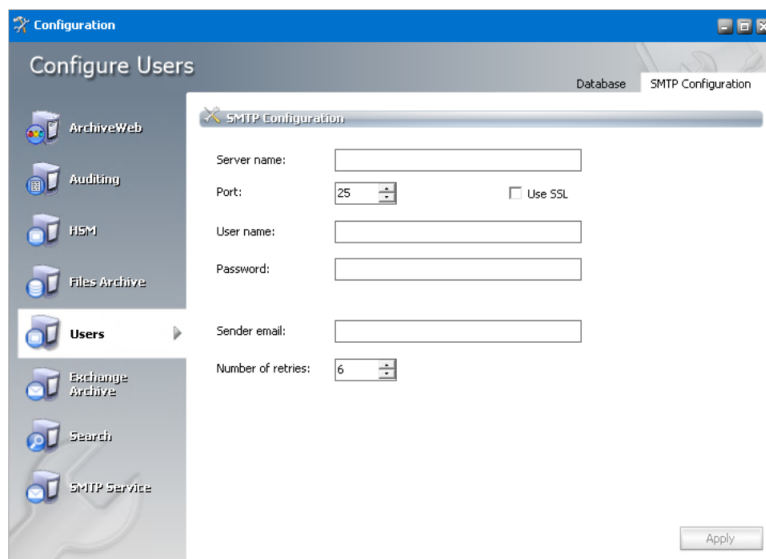 Configuration
Configure Users
Database
SMTP Configuration
ArchiveWeb
Auditing
HSM
Files Archive
Users
Exchange
Archive
Search
SMTP Service
SMTP Configuration
Server name:
Port:
25
Use SSL
User name:
Password:
Sender email:
Number of retries:
6
Apply